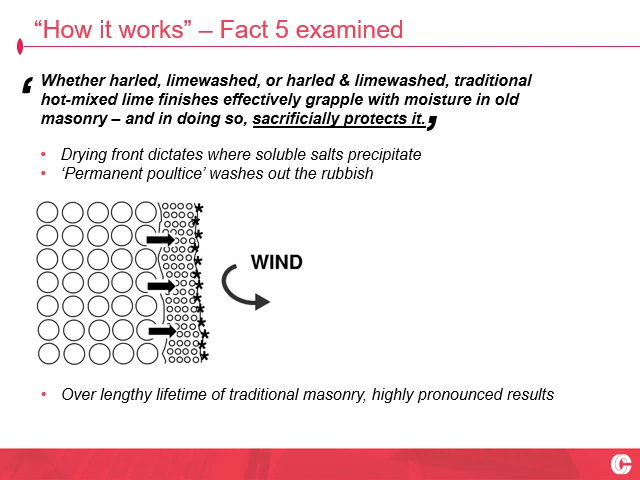 “How it works” – Fact 5 examined
‘Whether harled, limewashed, or harled & limewashed, traditional
hot-mixed lime finishes effectively grapple with moisture in old
masonry – and in doing so, sacrificially protects it.’
• Drying front dictates where soluble salts precipitate
• ‘Permanent poultice’ washes out the rubbish
WIND
• Over lengthy lifetime of traditional masonry, highly pronounced results